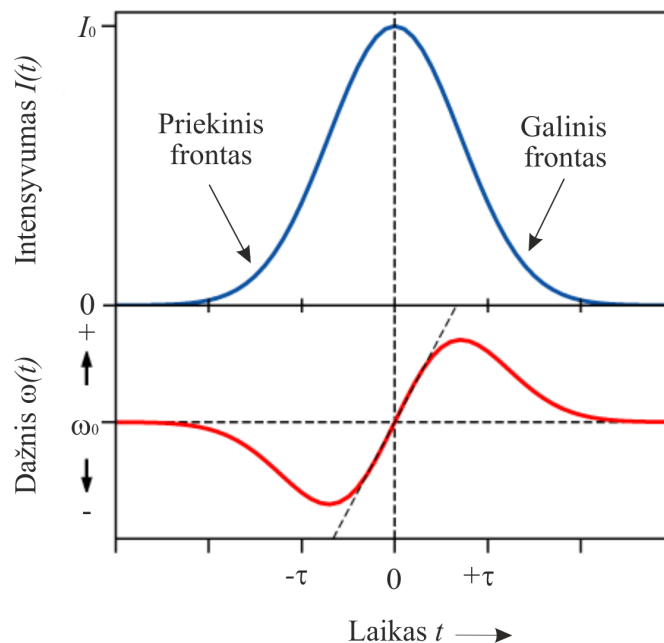 I₀
Intensyvumas I(t)
Priekinis
frontas
Galinis
frontas
0
+
Dažnis ω(t)
ω₀
-
-τ
0
+τ
Laikas t